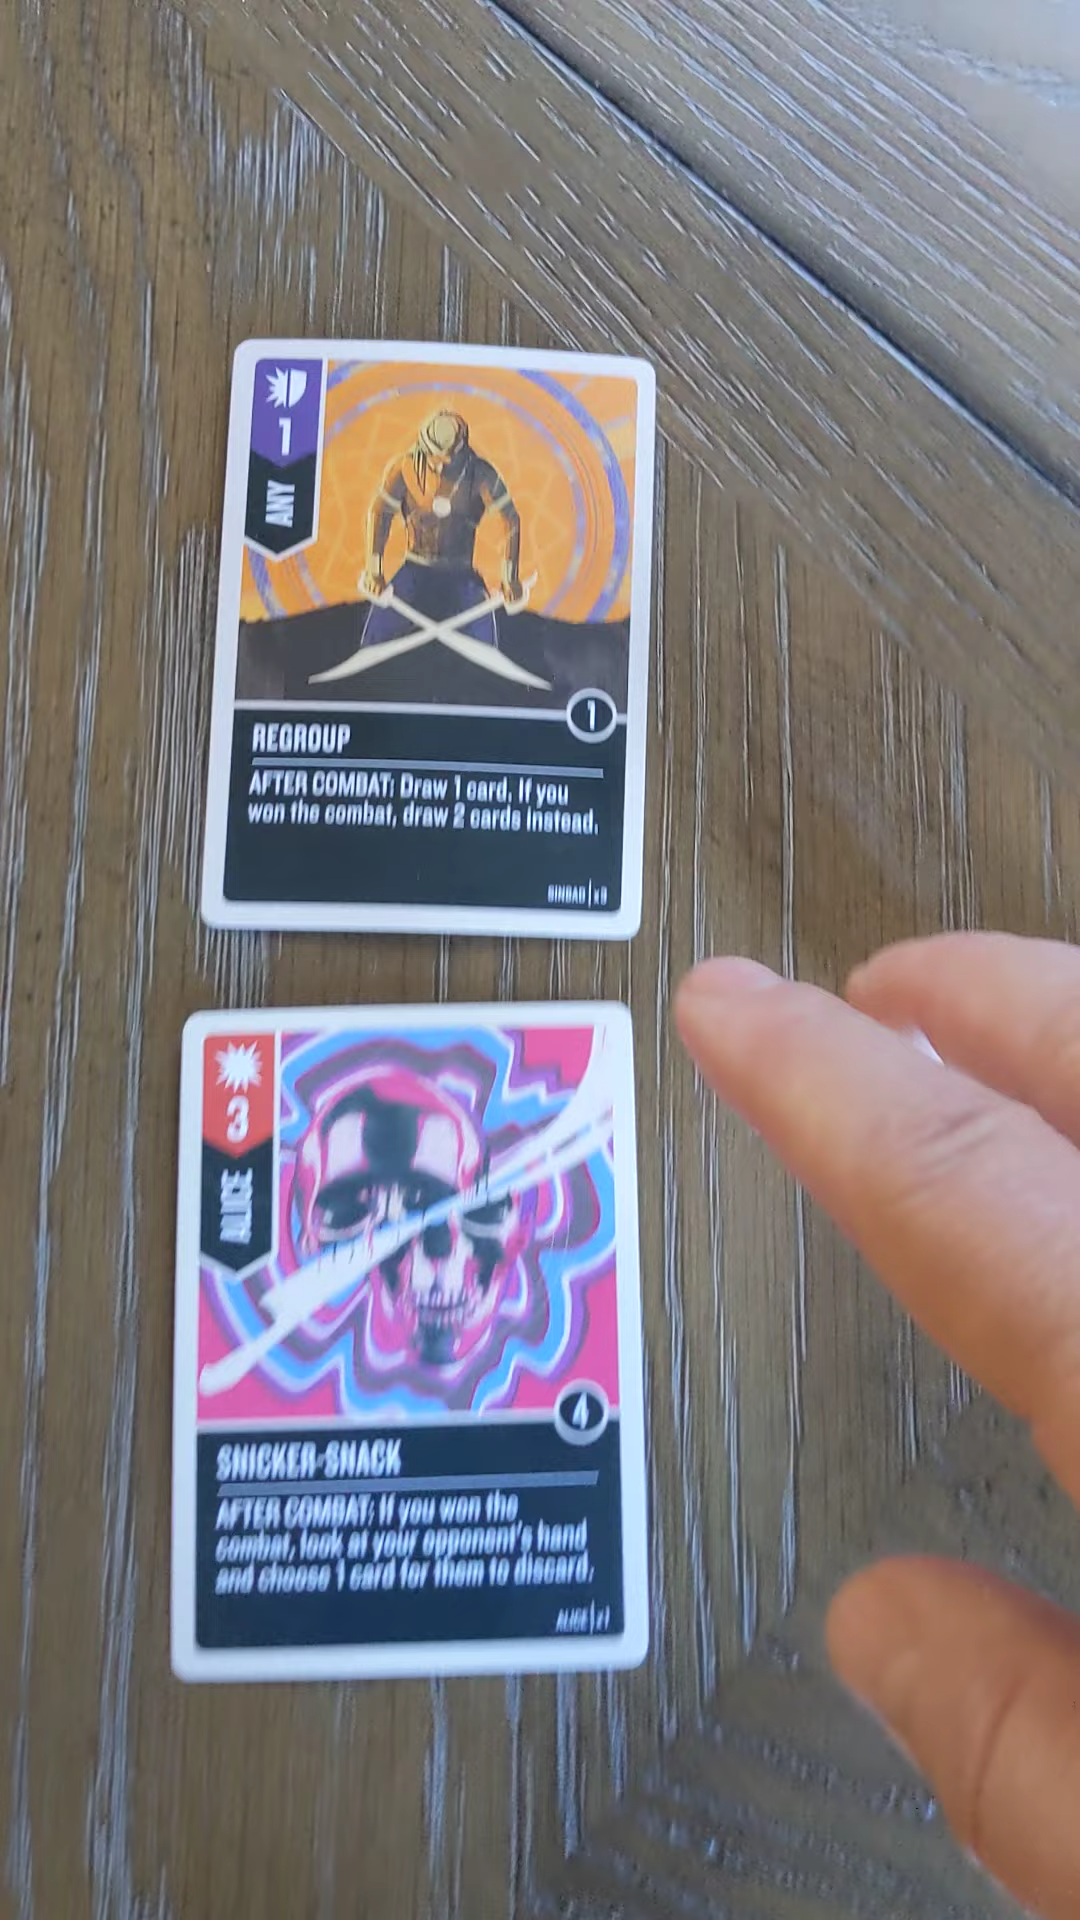 1
ANY
1
REGROUP
AFTER COMBAT: Draw 1 card. If you
won the combat, draw 2 cards instead.
SINBAD
3
ALICE
4
SNICKER-SNACK
AFTER COMBAT: If you won the
combat, look at your opponent's hand
and choose 1 card for them to discard.
ALICE | x1